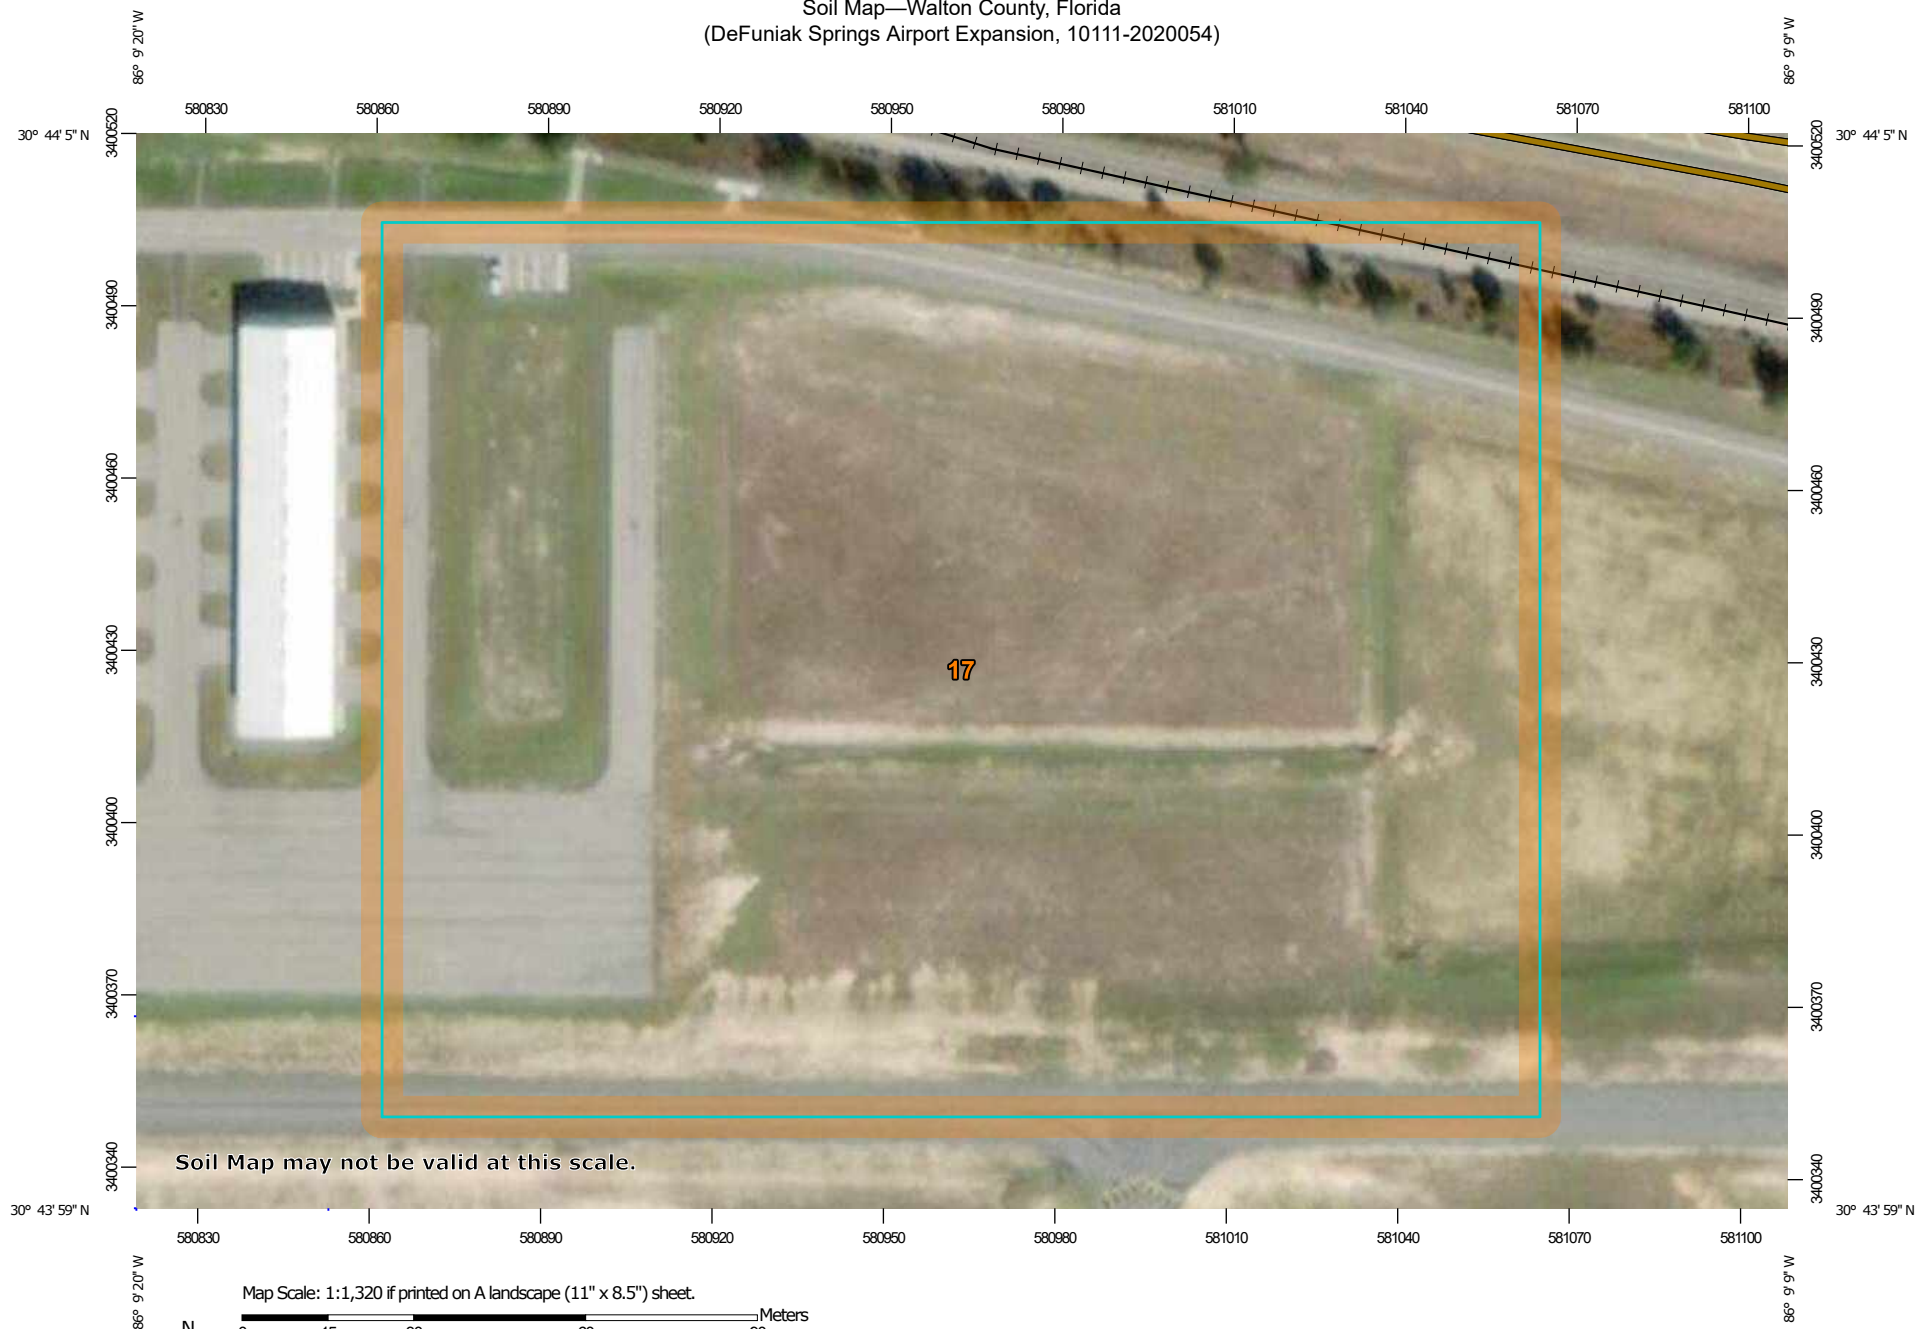 Soil Map—Walton County, Florida
(DeFuniak Springs Airport Expansion, 10111-2020054)
86° 9' 20" W
86° 9' 9" W
580830 580860 580890 580920 580950 580980 581010 581040 581070 581100
30° 44' 5" N
30° 44' 5" N
3400520
3400520
3400490
3400490
3400460
3400460
3400430
3400430
17
3400400
3400400
3400370
3400370
3400340
3400340
Soil Map may not be valid at this scale.
30° 43' 59" N
30° 43' 59" N
580830 580860 580890 580920 580950 580980 581010 581040 581070 581100
86° 9' 20" W
86° 9' 9" W
Map Scale: 1:1,320 if printed on A landscape (11" x 8.5") sheet.
Meters
N